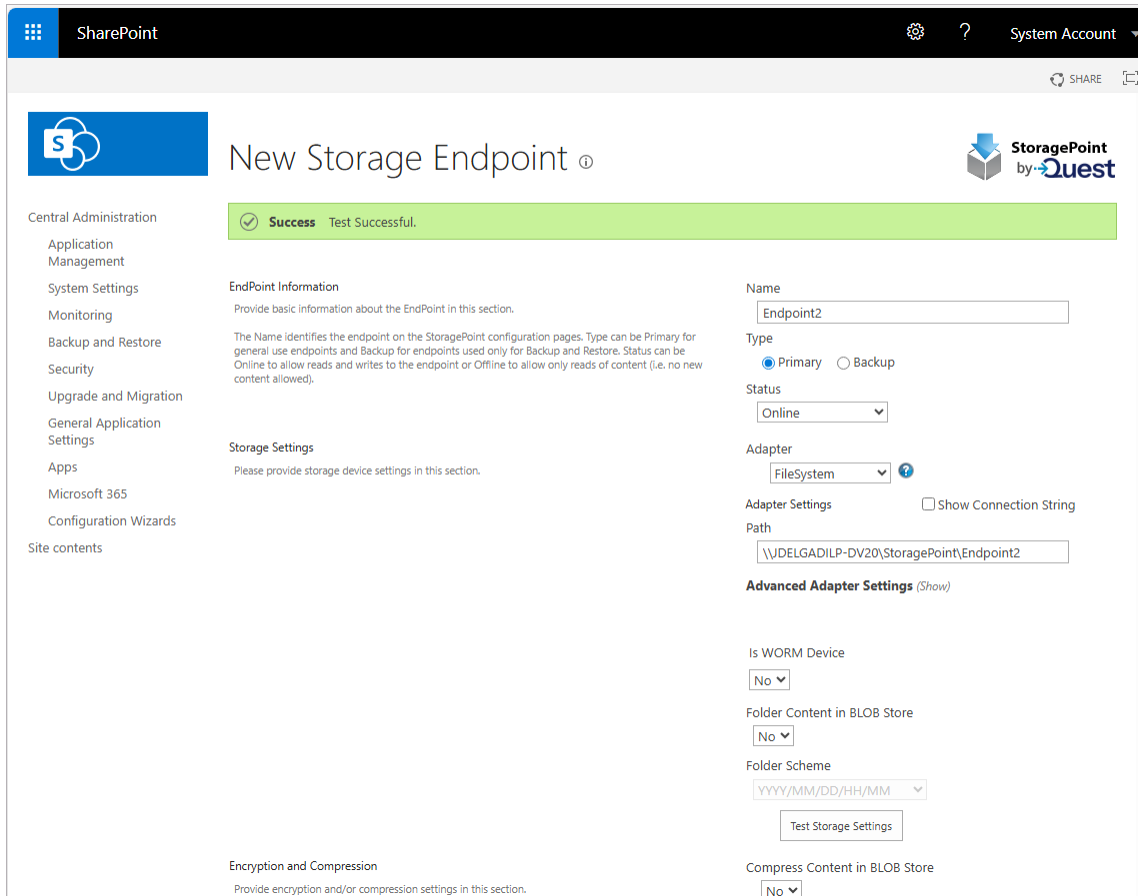 SharePoint
?
System Account
SHARE
S
New Storage Endpoint
StoragePoint
by Quest
Central Administration
Application
Management
System Settings
Monitoring
Backup and Restore
Security
Upgrade and Migration
General Application
Settings
Apps
Microsoft 365
Configuration Wizards
Site contents
Success Test Successful.
EndPoint Information
Provide basic information about the EndPoint in this section.
The Name identifies the endpoint on the StoragePoint configuration pages. Type can be Primary for
general use endpoints and Backup for endpoints used only for Backup and Restore. Status can be
Online to allow reads and writes to the endpoint or Offline to allow only reads of content (i.e. no new
content allowed).
Name
Endpoint2
Type
Primary Backup
Status
Online
Storage Settings
Please provide storage device settings in this section.
Adapter
FileSystem ?
Adapter Settings Show Connection String
Path
\\JDELGADILP-DV20\StoragePoint\Endpoint2
Advanced Adapter Settings (Show)
Is WORM Device
No
Folder Content in BLOB Store
No
Folder Scheme
YYYY/MM/DD/HH/MM
Test Storage Settings
Encryption and Compression
Provide encryption and/or compression settings in this section.
Compress Content in BLOB Store
No